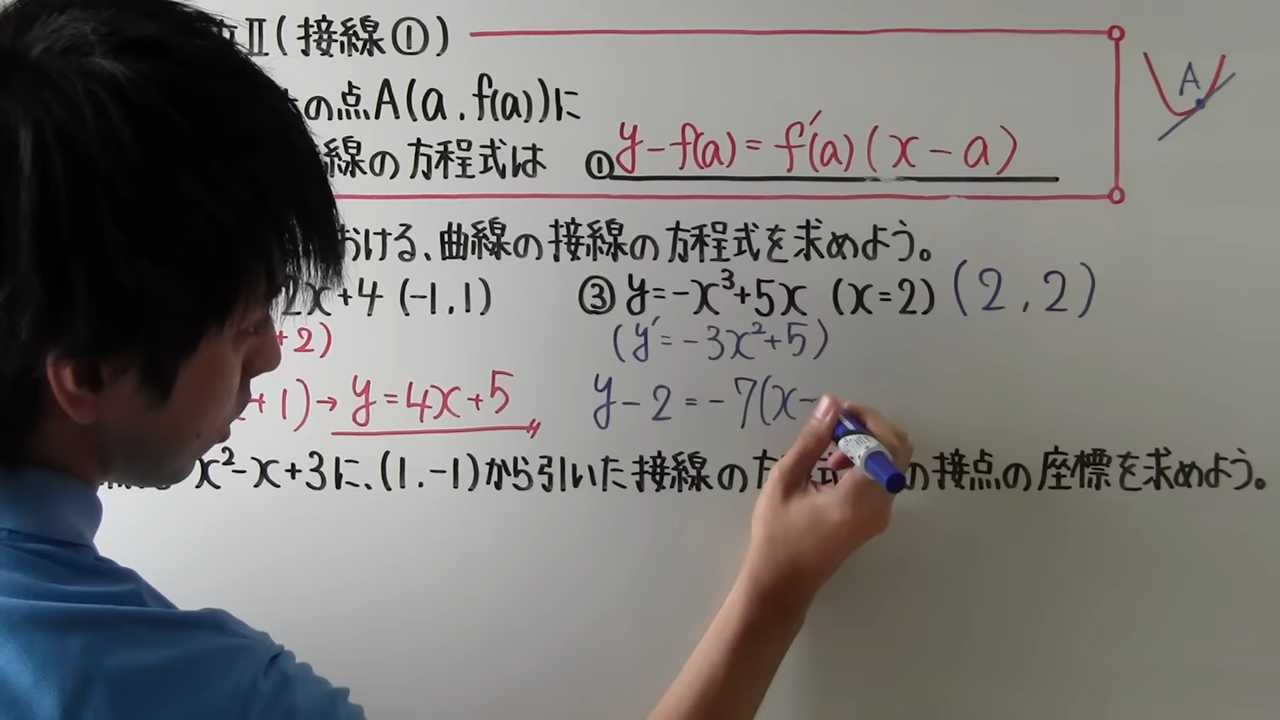 Ⅱ(接線①)
の点A(a,f(a))に
線の方程式は ①y-f(a)=f'(a)(x-a)
A
おける、曲線の接線の方程式を求めよう。
2x+4(-1,1) ③y=-x³+5x (x=2) (2,2)
+2) (y'=-3x²+5)
+1)→y=4x+5 y-2=-7(x-
x²-x+3に、(1,-1)から引いた接線の方 の接点の座標を求めよう。